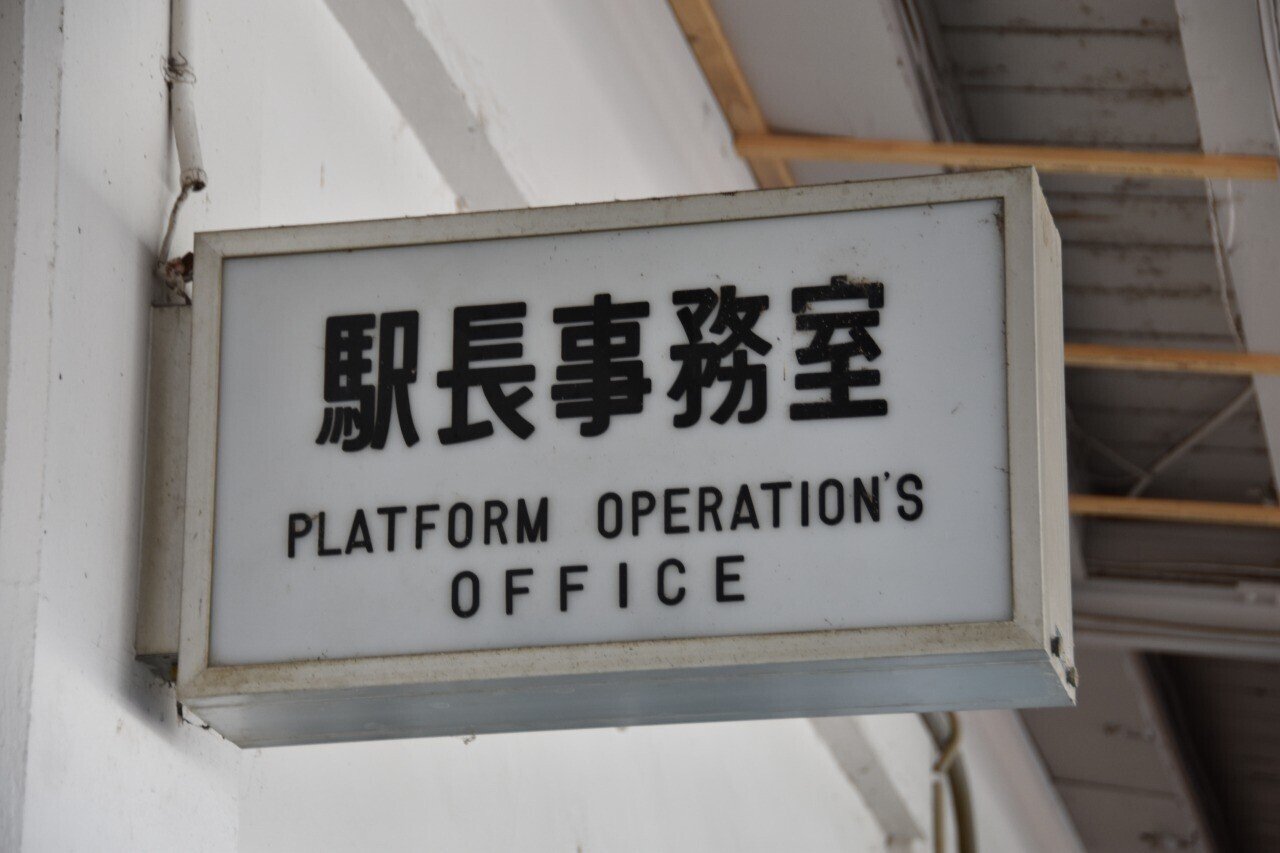 駅長事務室
PLATFORM OPERATION'S
OFFICE